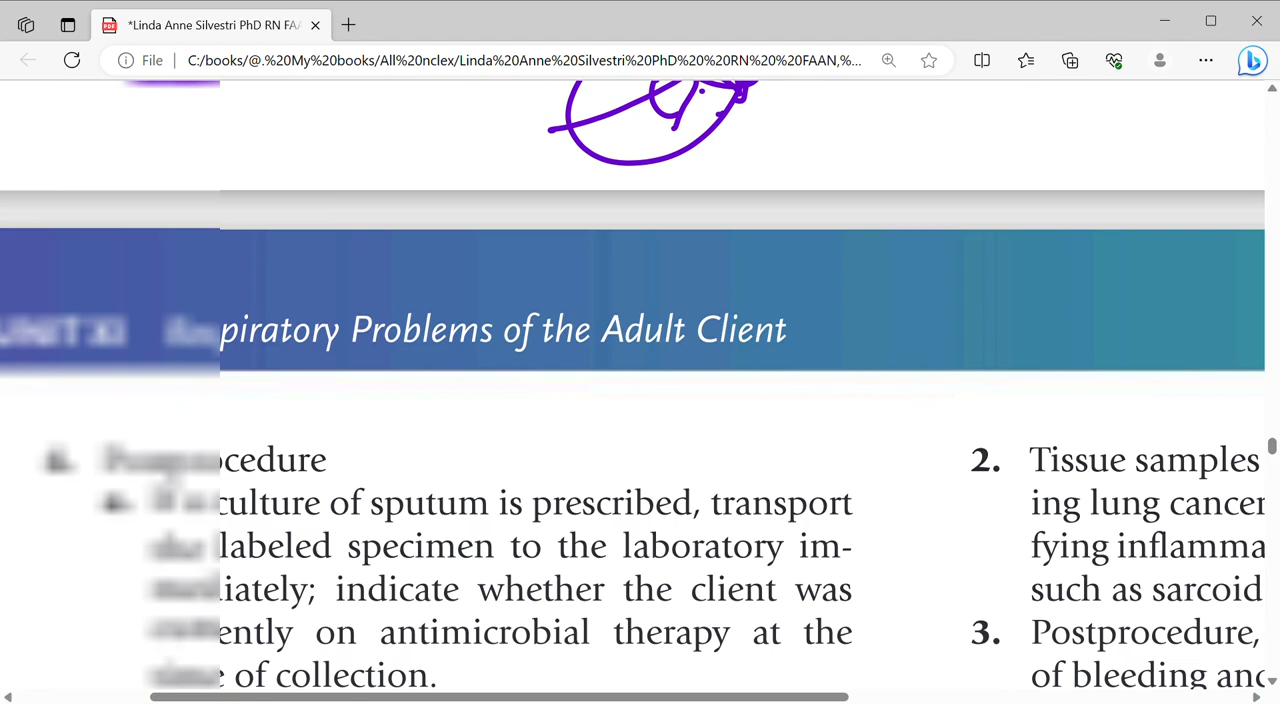 *Linda Anne Silvestri PhD RN FAA
File
C:/books/@.%20My%20books/All%20nclex/Linda%20Anne%20Silvestri%20PhD%20%20RN%20%20FAAN,%...
piratory Problems of the Adult Client
cedure
culture of sputum is prescribed, transport
labeled specimen to the laboratory im-
iately; indicate whether the client was
ently on antimicrobial therapy at the
e of collection.
2. Tissue samples
ing lung cancer
fying inflamma
such as sarcoid
3. Postprocedure,
of bleeding and